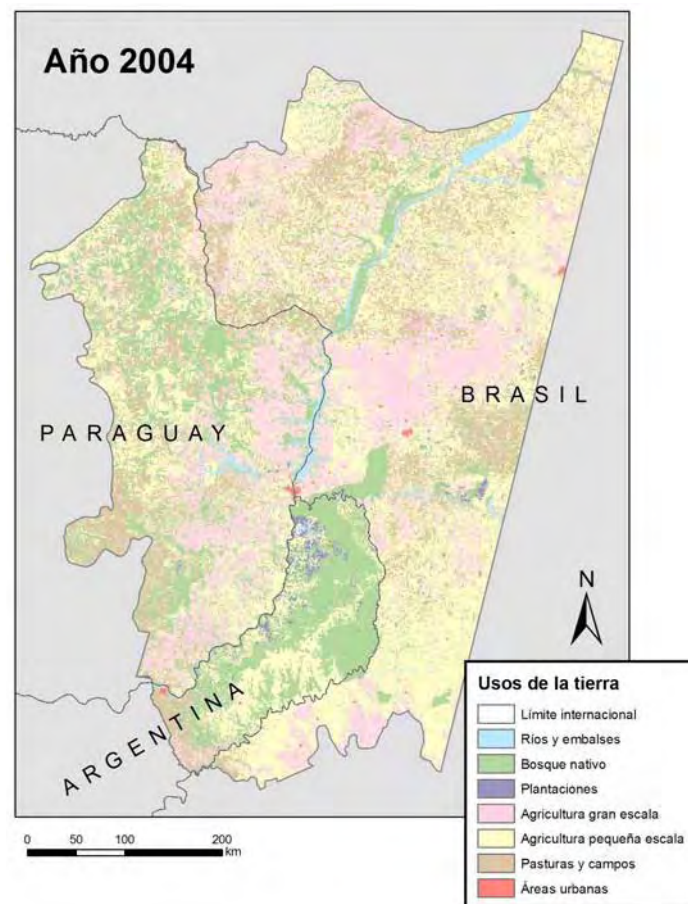 Año 2004
PARAGUAY
BRASIL
ARGENTINA
N
Usos de la tierra
Límite internacional
Ríos y embalses
Bosque nativo
Plantaciones
Agricultura gran escala
Agricultura pequeña escala
Pasturas y campos
Áreas urbanas
0 50 100 200
km